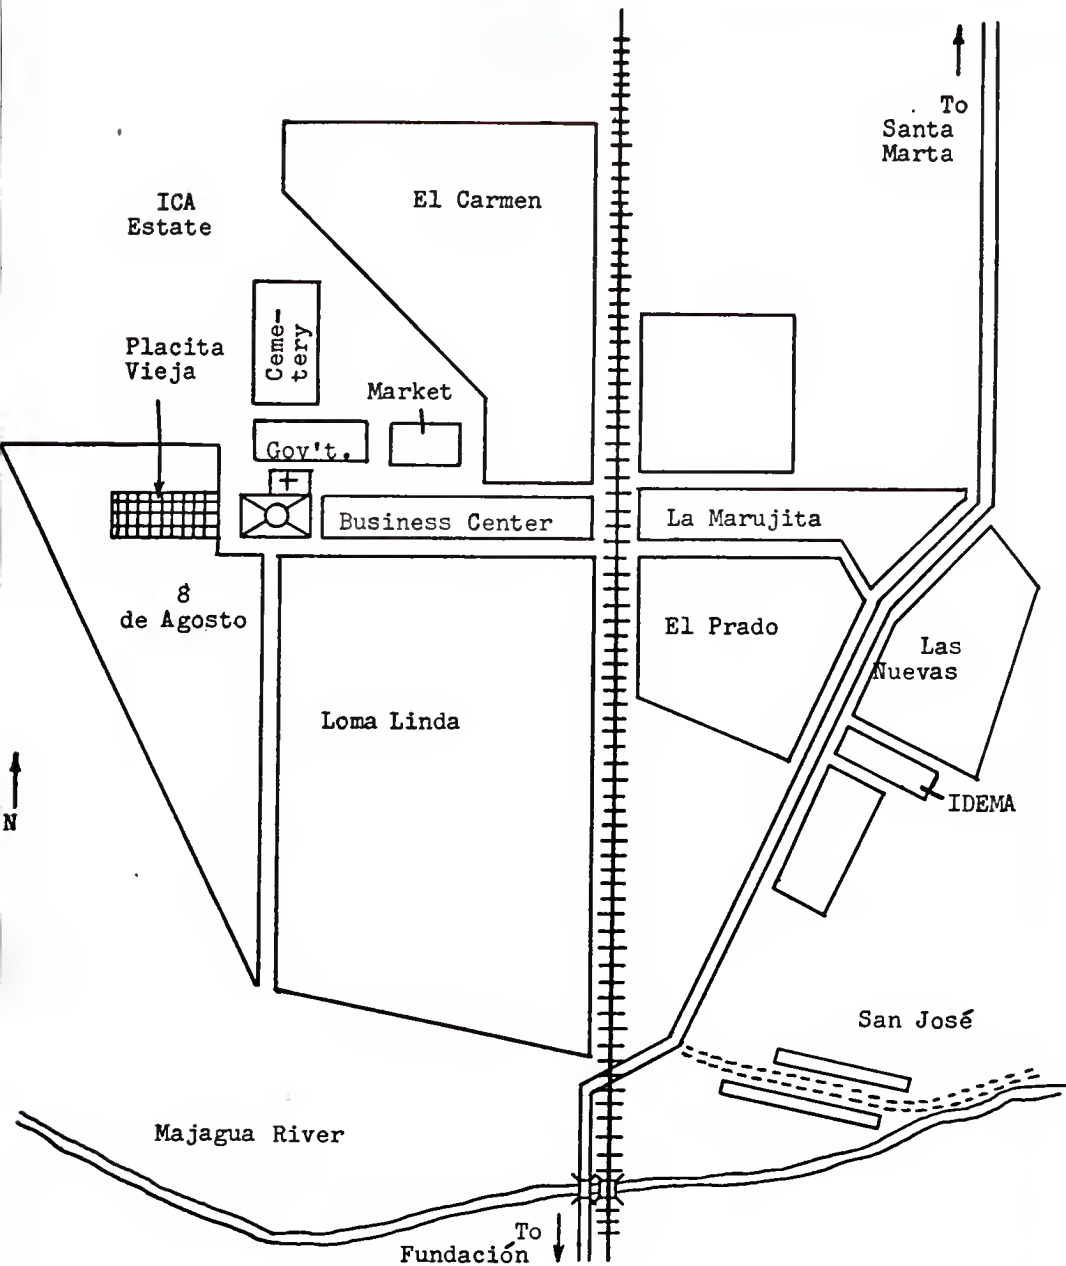 To
Santa
Marta
El Carmen
ICA
Estate
Ceme-
tery
Placita
Vieja
Market
Gov't.
Business Center
La Marujita
8
de Agosto
El Prado
Las
Nuevas
Loma Linda
N
IDEMA
San José
Majagua River
To
Fundación